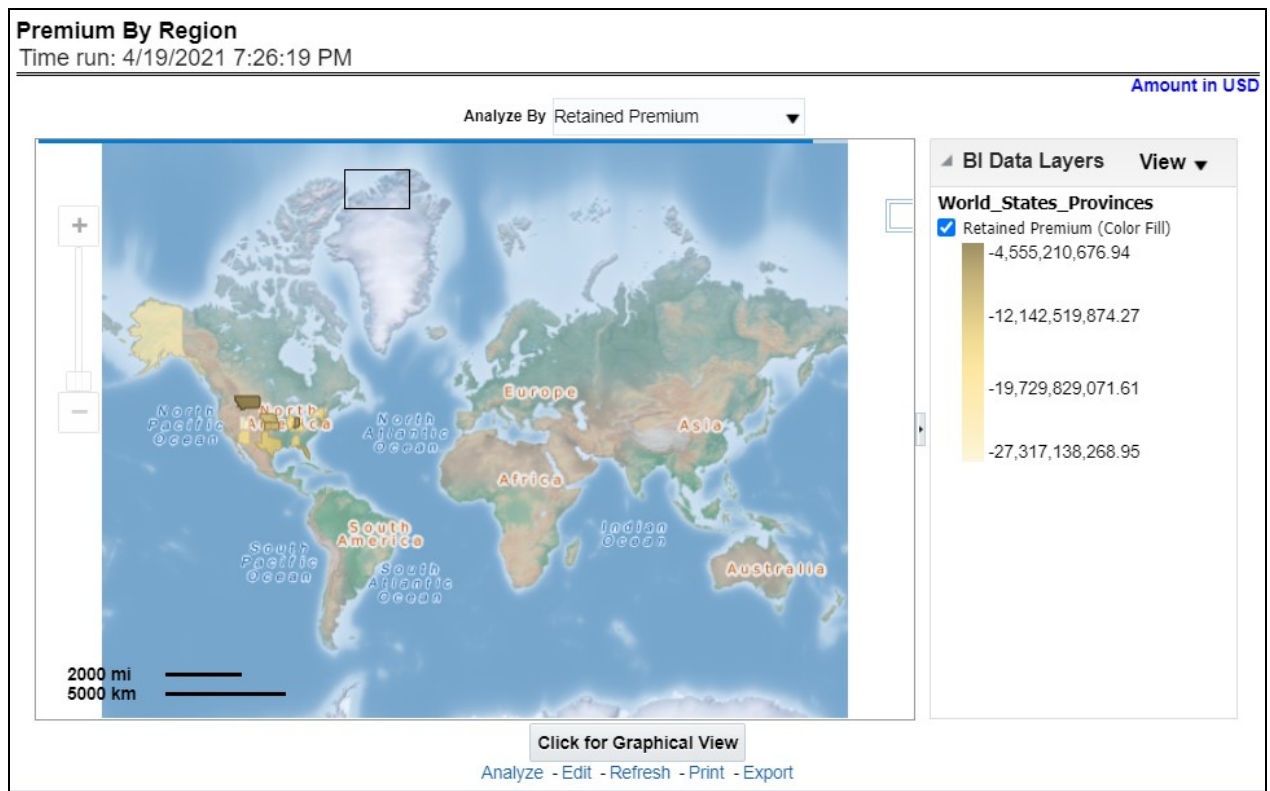 Premium By Region
Time run: 4/19/2021 7:26:19 PM
Amount in USD
Analyze By Retained Premium
BI Data Layers View
World_States_Provinces
Retained Premium (Color Fill)
-4,555,210,676.94
-12,142,519,874.27
-19,729,829,071.61
-27,317,138,268.95
+
−
North
Pacific
Ocean
North
America
North
Atlantic
Ocean
Europe
Asia
Africa
South
America
Indian
Ocean
South
Pacific
Ocean
South
Atlantic
Ocean
Australia
2000 mi
5000 km
Click for Graphical View
Analyze - Edit - Refresh - Print - Export